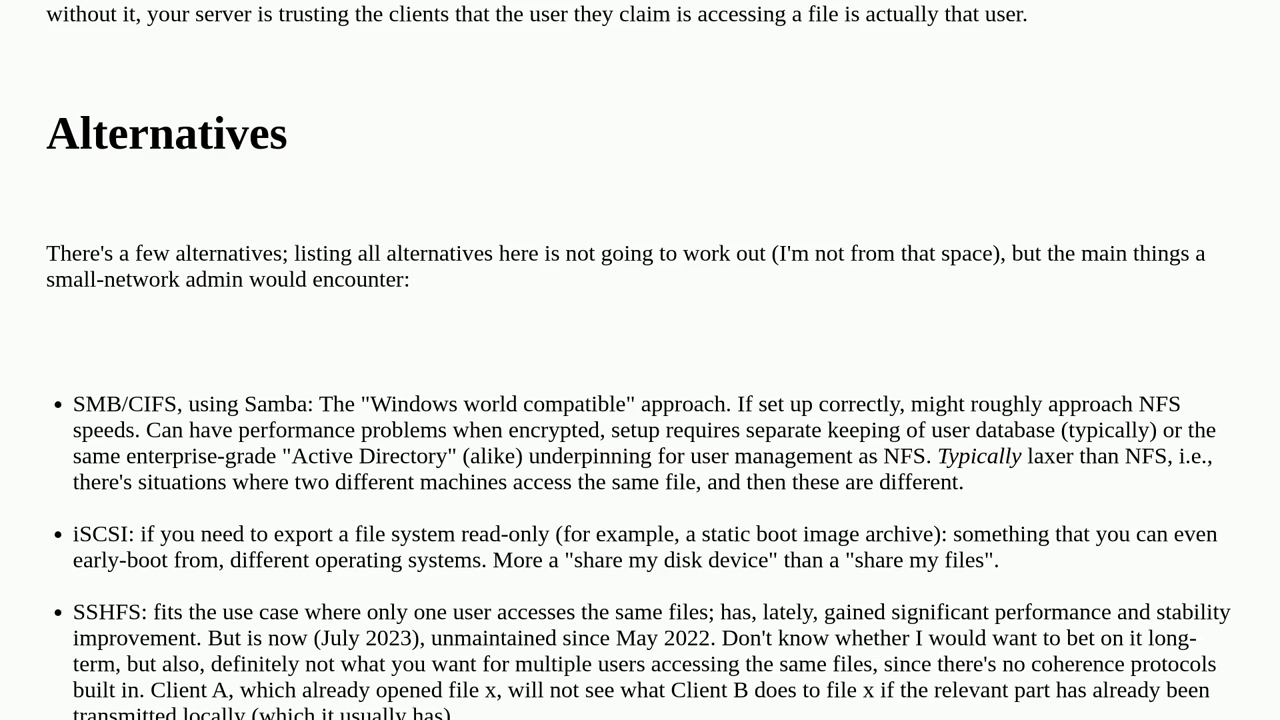 without it, your server is trusting the clients that the user they claim is accessing a file is actually that user.
Alternatives
There's a few alternatives; listing all alternatives here is not going to work out (I'm not from that space), but the main things a
small-network admin would encounter:
• SMB/CIFS, using Samba: The "Windows world compatible" approach. If set up correctly, might roughly approach NFS
speeds. Can have performance problems when encrypted, setup requires separate keeping of user database (typically) or the
same enterprise-grade "Active Directory" (alike) underpinning for user management as NFS. Typically laxer than NFS, i.e.,
there's situations where two different machines access the same file, and then these are different.
• iSCSI: if you need to export a file system read-only (for example, a static boot image archive): something that you can even
early-boot from, different operating systems. More a "share my disk device" than a "share my files".
• SSHFS: fits the use case where only one user accesses the same files; has, lately, gained significant performance and stability
improvement. But is now (July 2023), unmaintained since May 2022. Don't know whether I would want to bet on it long-
term, but also, definitely not what you want for multiple users accessing the same files, since there's no coherence protocols
built in. Client A, which already opened file x, will not see what Client B does to file x if the relevant part has already been
transmitted locally (which it usually has)